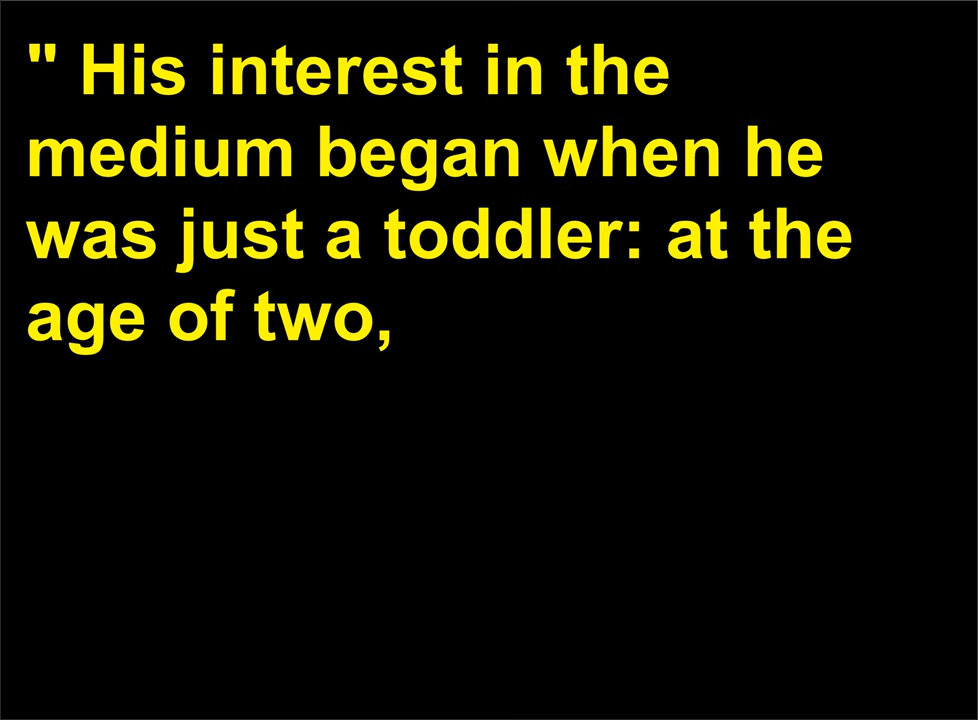 " His interest in the
medium began when he
was just a toddler: at the
age of two,